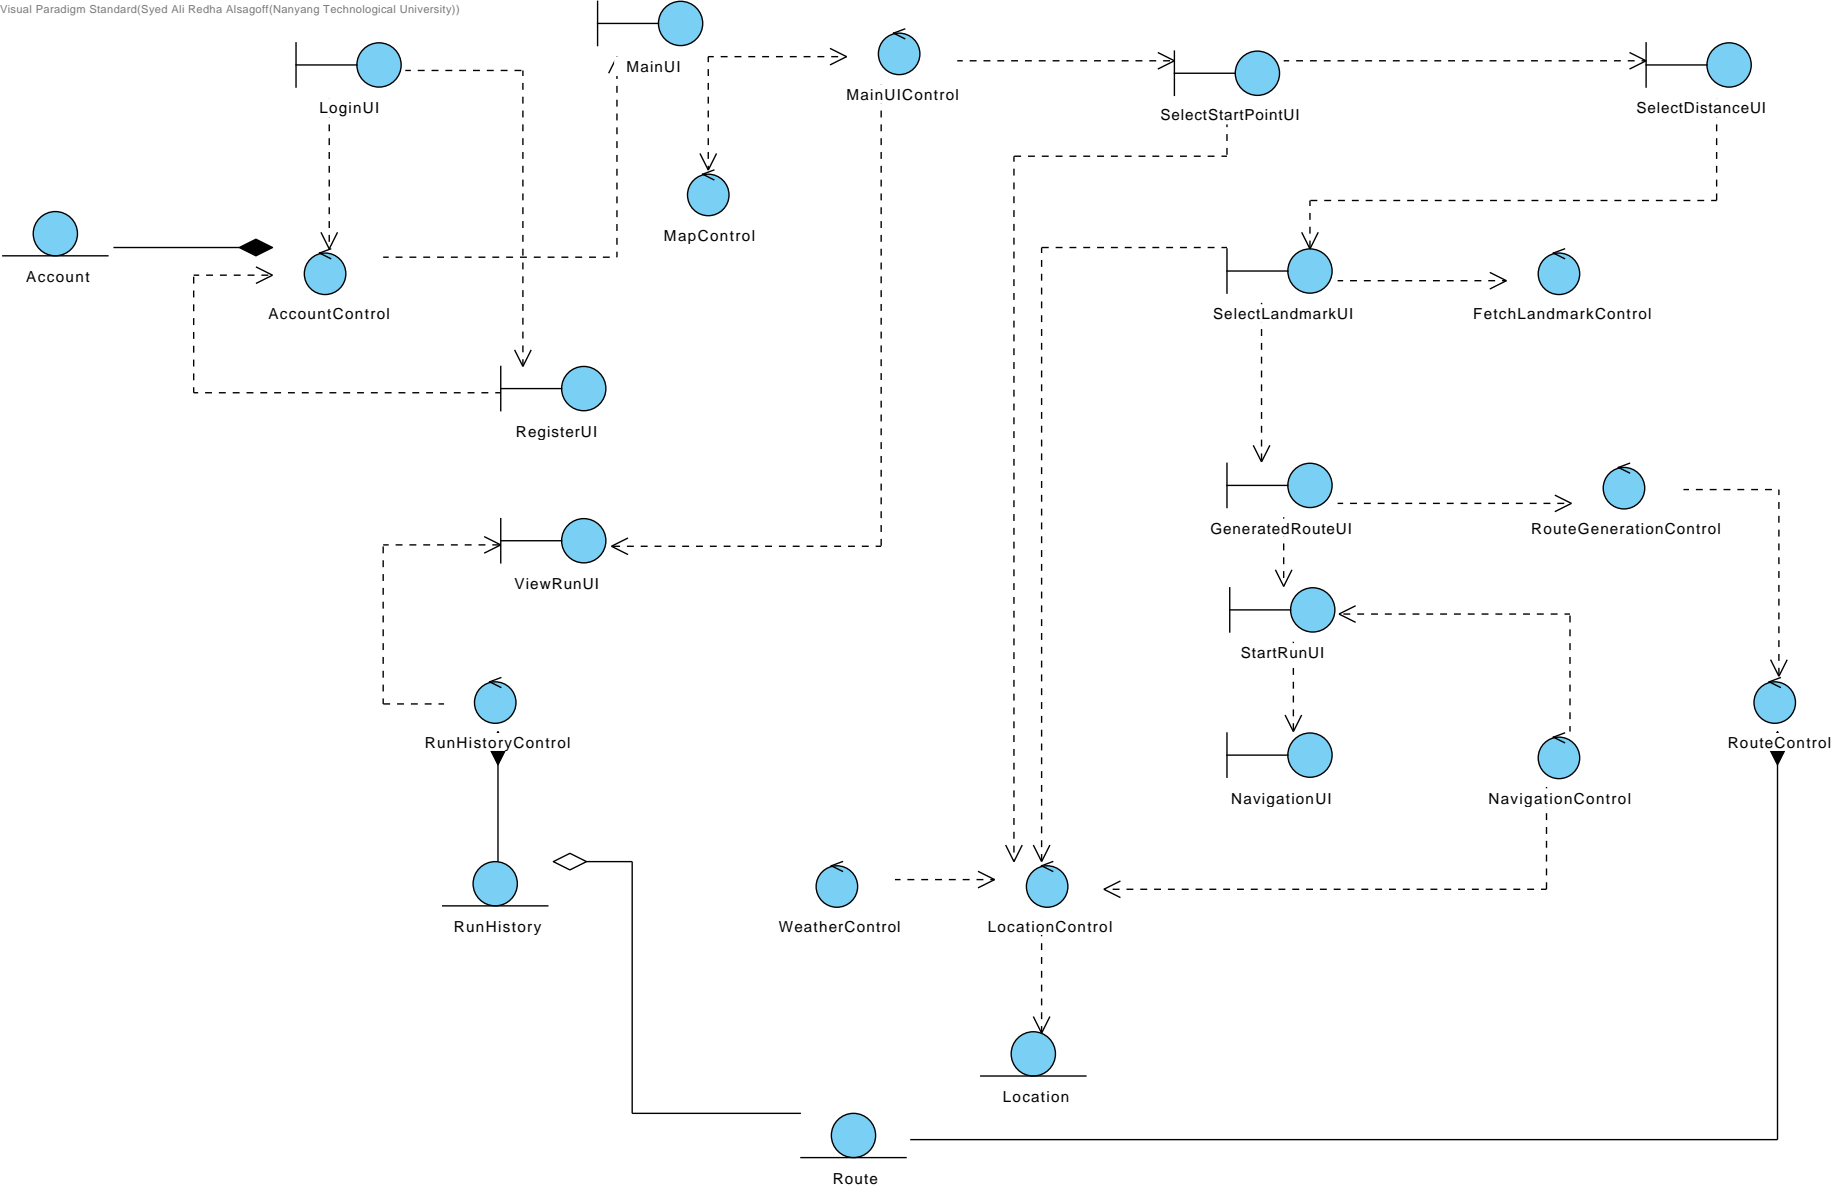 Visual Paradigm Standard(Syed Ali Redha Alsagoff(Nanyang Technological University))
MainUI
LoginUI
MainUIControl
SelectStartPointUI
SelectDistanceUI
MapControl
Account
AccountControl
SelectLandmarkUI
FetchLandmarkControl
RegisterUI
GeneratedRouteUI
RouteGenerationControl
ViewRunUI
StartRunUI
RunHistoryControl
RouteControl
NavigationUI
NavigationControl
RunHistory
WeatherControl
LocationControl
Location
Route